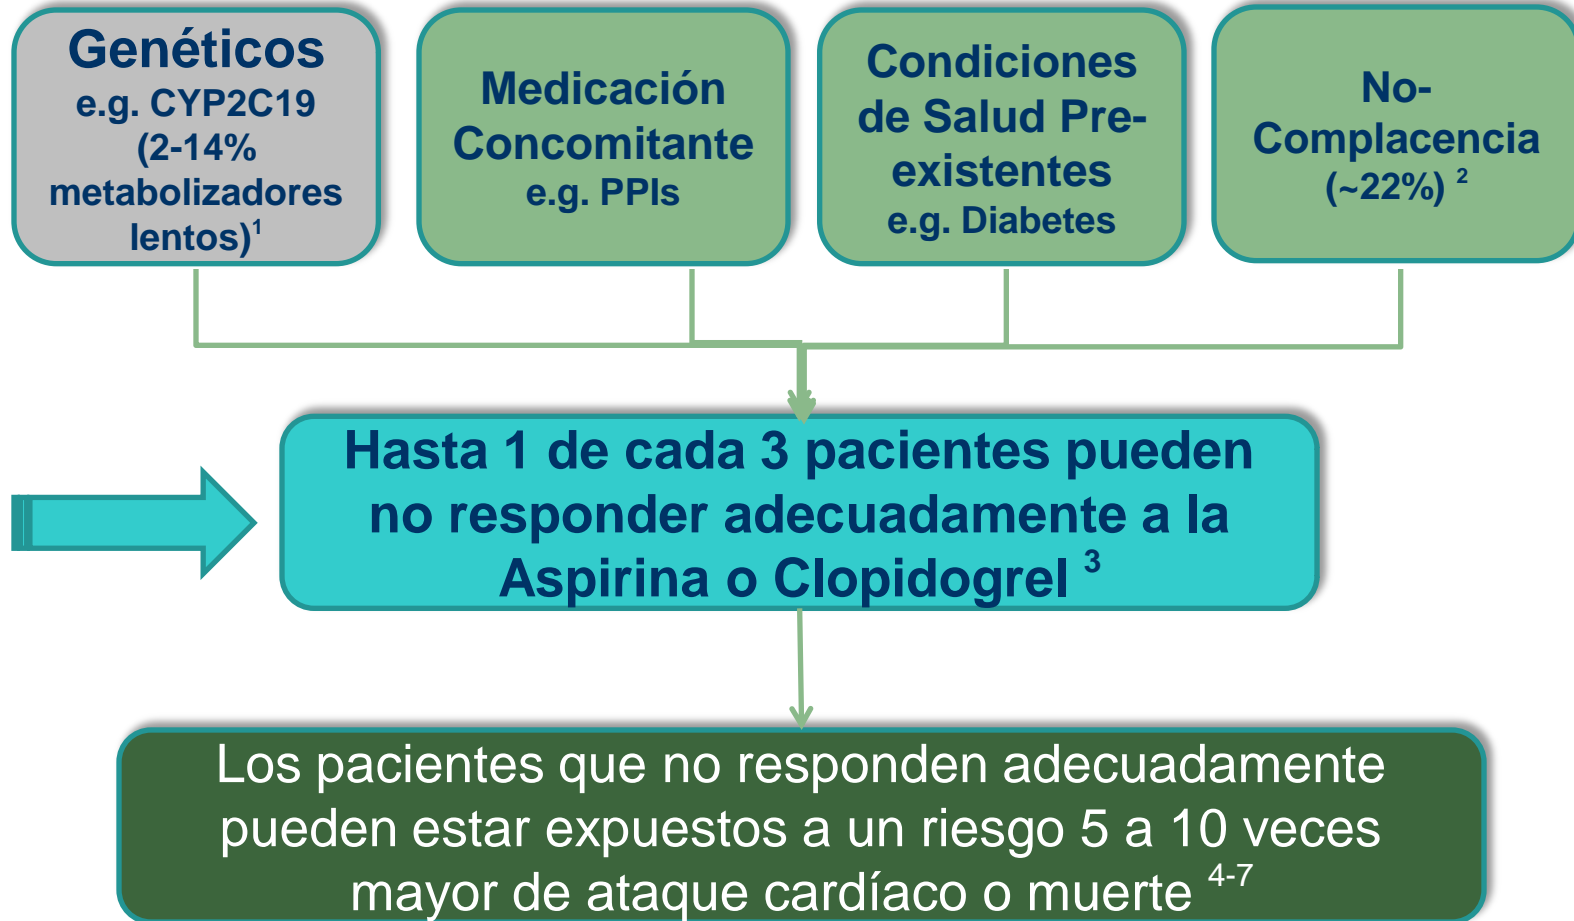 Genéticos
e.g. CYP2C19
(2-14%
metabolizadores
lentos)1
Medicación
Concomitante
e.g. PPIs
Condiciones
de Salud Pre-
existentes
e.g. Diabetes
No-
Complacencia
(~22%) 2
Hasta 1 de cada 3 pacientes pueden
no responder adecuadamente a la
Aspirina o Clopidogrel 3
Los pacientes que no responden adecuadamente
pueden estar expuestos a un riesgo 5 a 10 veces
mayor de ataque cardíaco o muerte 4-7